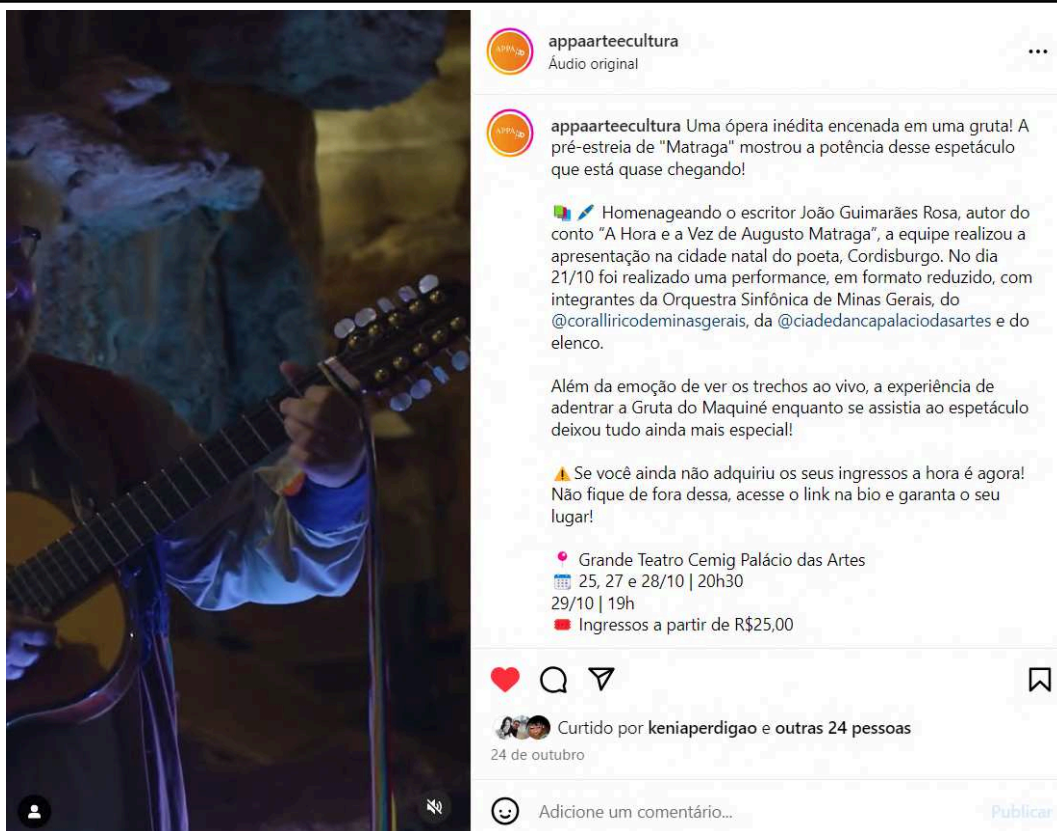 appaarteecultura
Áudio original
appaarteecultura Uma ópera inédita encenada em uma gruta! A
pré-estreia de "Matraga" mostrou a potência desse espetáculo
que está quase chegando!
Homenageando o escritor João Guimarães Rosa, autor do
conto “A Hora e a Vez de Augusto Matraga”, a equipe realizou a
apresentação na cidade natal do poeta, Cordisburgo. No dia
21/10 foi realizado uma performance, em formato reduzido, com
integrantes da Orquestra Sinfônica de Minas Gerais, do
@coralliricodeminasgerais, da @ciadedancapalaciodasartes e do
elenco.
Além da emoção de ver os trechos ao vivo, a experiência de
adentrar a Gruta do Maquiné enquanto se assistia ao espetáculo
deixou tudo ainda mais especial!
Se você ainda não adquiriu os seus ingressos a hora é agora!
Não fique de fora dessa, acesse o link na bio e garanta o seu
lugar!
Grande Teatro Cemig Palácio das Artes
25, 27 e 28/10 | 20h30
29/10 | 19h
Ingressos a partir de R$25,00
Curtido por keniaperdigao e outras 24 pessoas
24 de outubro
Adicione um comentário...
Publicar